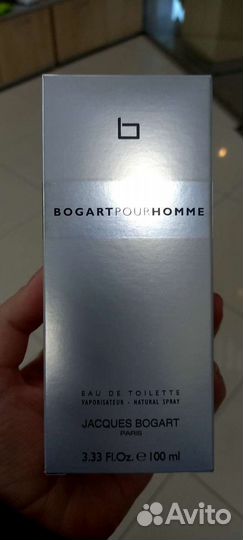 b
BOGARTPOURHOMME
EAU DE TOILETTE
VAPORISATEUR - NATURAL SPRAY
JACQUES BOGART
PARIS
3.33 Fl.Oz. ℮ 100 ml
Avito